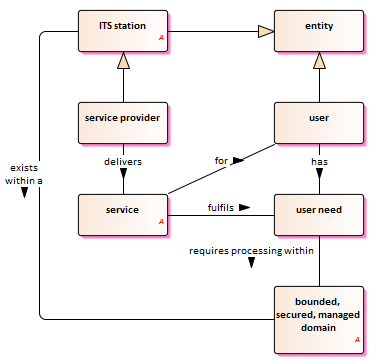 ITS station
A
entity
service provider
user
exists
within a
delivers
for
has
service
A
fulfils
user need
requires processing within
bounded,
secured, managed
domain
A